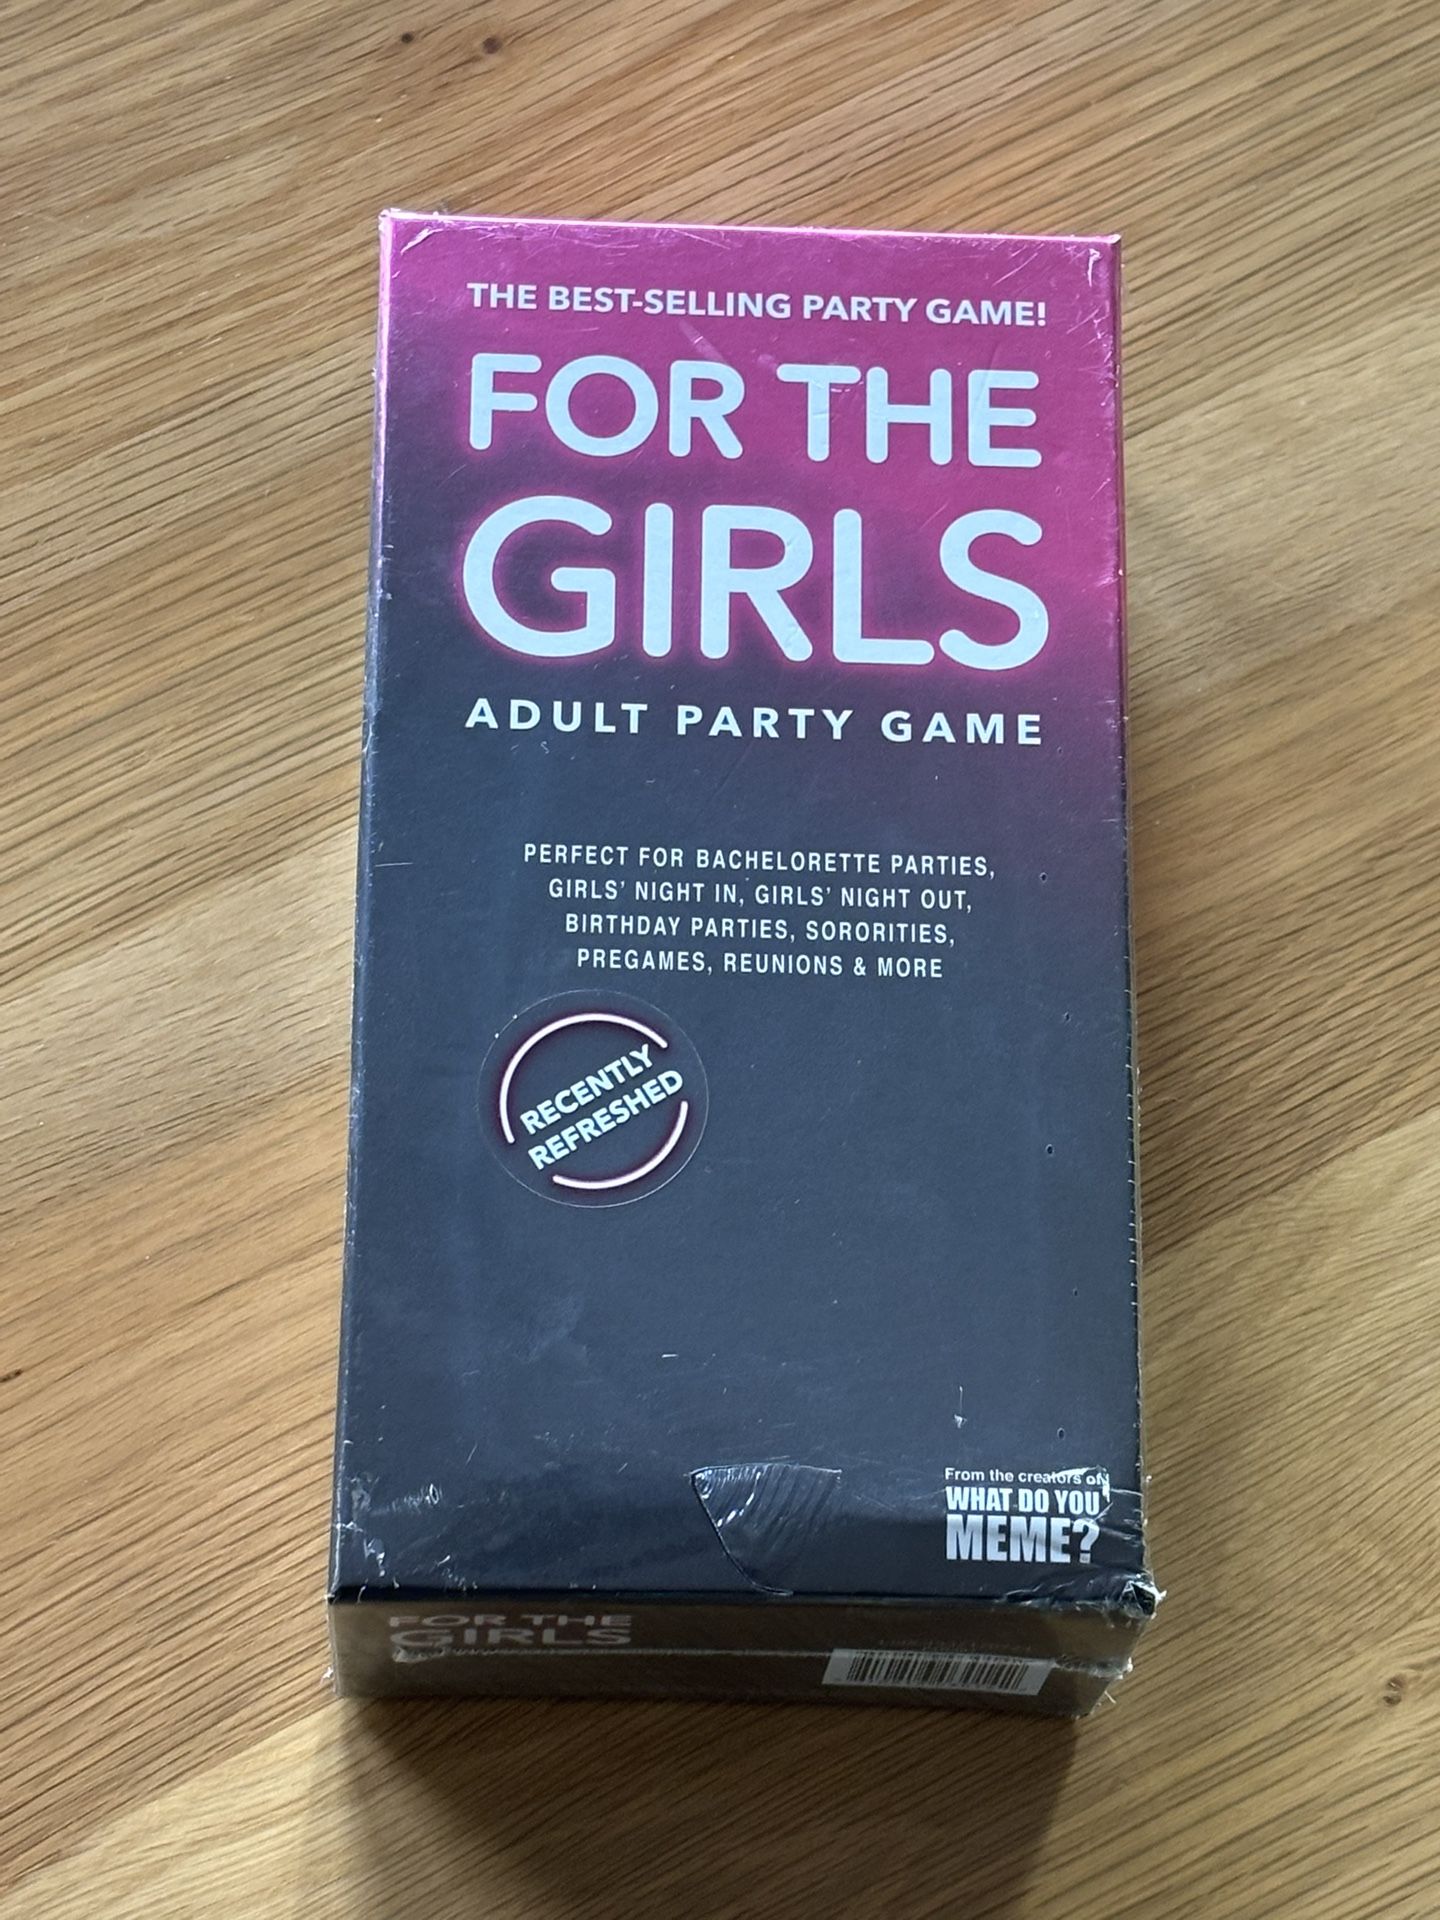 THE BEST-SELLING PARTY GAME!
FOR THE
GIRLS
ADULT PARTY GAME
PERFECT FOR BACHELORETTE PARTIES,
GIRLS' NIGHT IN, GIRLS' NIGHT OUT,
BIRTHDAY PARTIES, SORORITIES,
PREGAMES, REUNIONS & MORE
RECENTLY
REFRESHED
From the creators of
WHAT DO YOU
MEME?
FOR THE
GIRLS